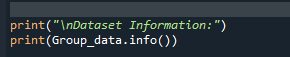 print("\nDataset Information:")
print(Group_data.info())